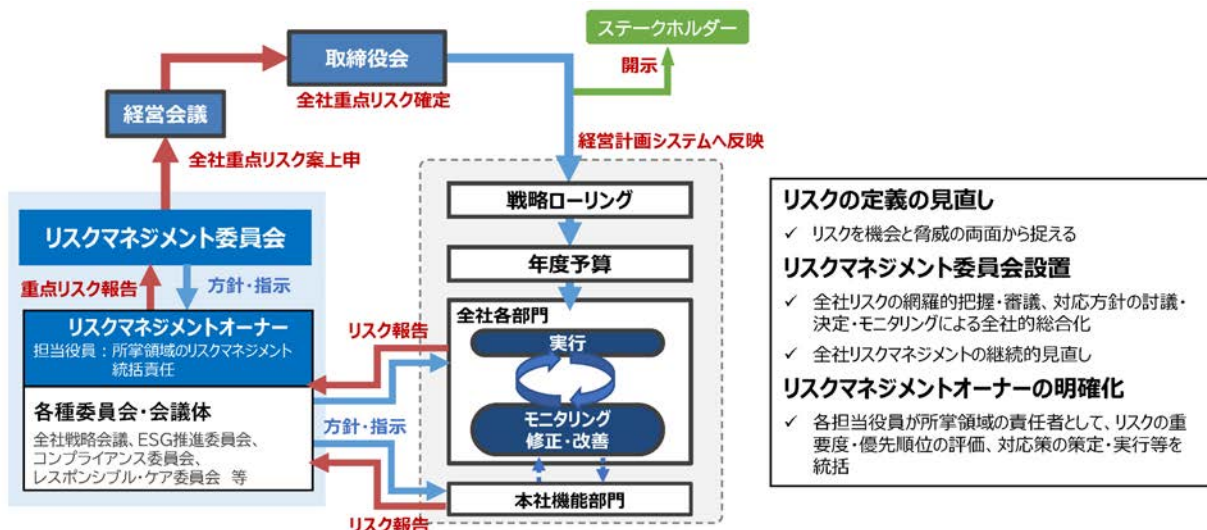 ステークホルダー
取締役会
開示
全社重点リスク確定
経営会議
経営計画システムへ反映
全社重点リスク案上申
戦略ローリング
リスクマネジメント委員会
年度予算
重点リスク報告
方針・指示
リスクマネジメントオーナー
担当役員：所掌領域のリスクマネジメント
統括責任
各種委員会・会議体
全社戦略会議、ESG推進委員会、
コンプライアンス委員会、
レスポンシブル・ケア委員会 等
リスク報告
方針・指示
リスク報告
全社各部門
実行
モニタリング
修正・改善
本社機能部門
リスクの定義の見直し
✓ リスクを機会と脅威の両面から捉える
リスクマネジメント委員会設置
✓ 全社リスクの網羅的把握・審議、対応方針の討議・
決定・モニタリングによる全社的総合化
✓ 全社リスクマネジメントの継続的見直し
リスクマネジメントオーナーの明確化
✓ 各担当役員が所掌領域の責任者として、リスクの重
要度・優先順位の評価、対応策の策定・実行等を
統括